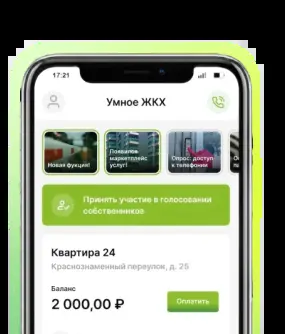 17:21
Умное ЖКХ
Новая фукция!
Появился
маркетплейс
услуг!
Опрос: доступ
к телефонии
Принять участие в голосовании
собственников
Квартира 24
Краснознаменный переулок, д. 25
Баланс
2 000,00 ₽
Оплатить